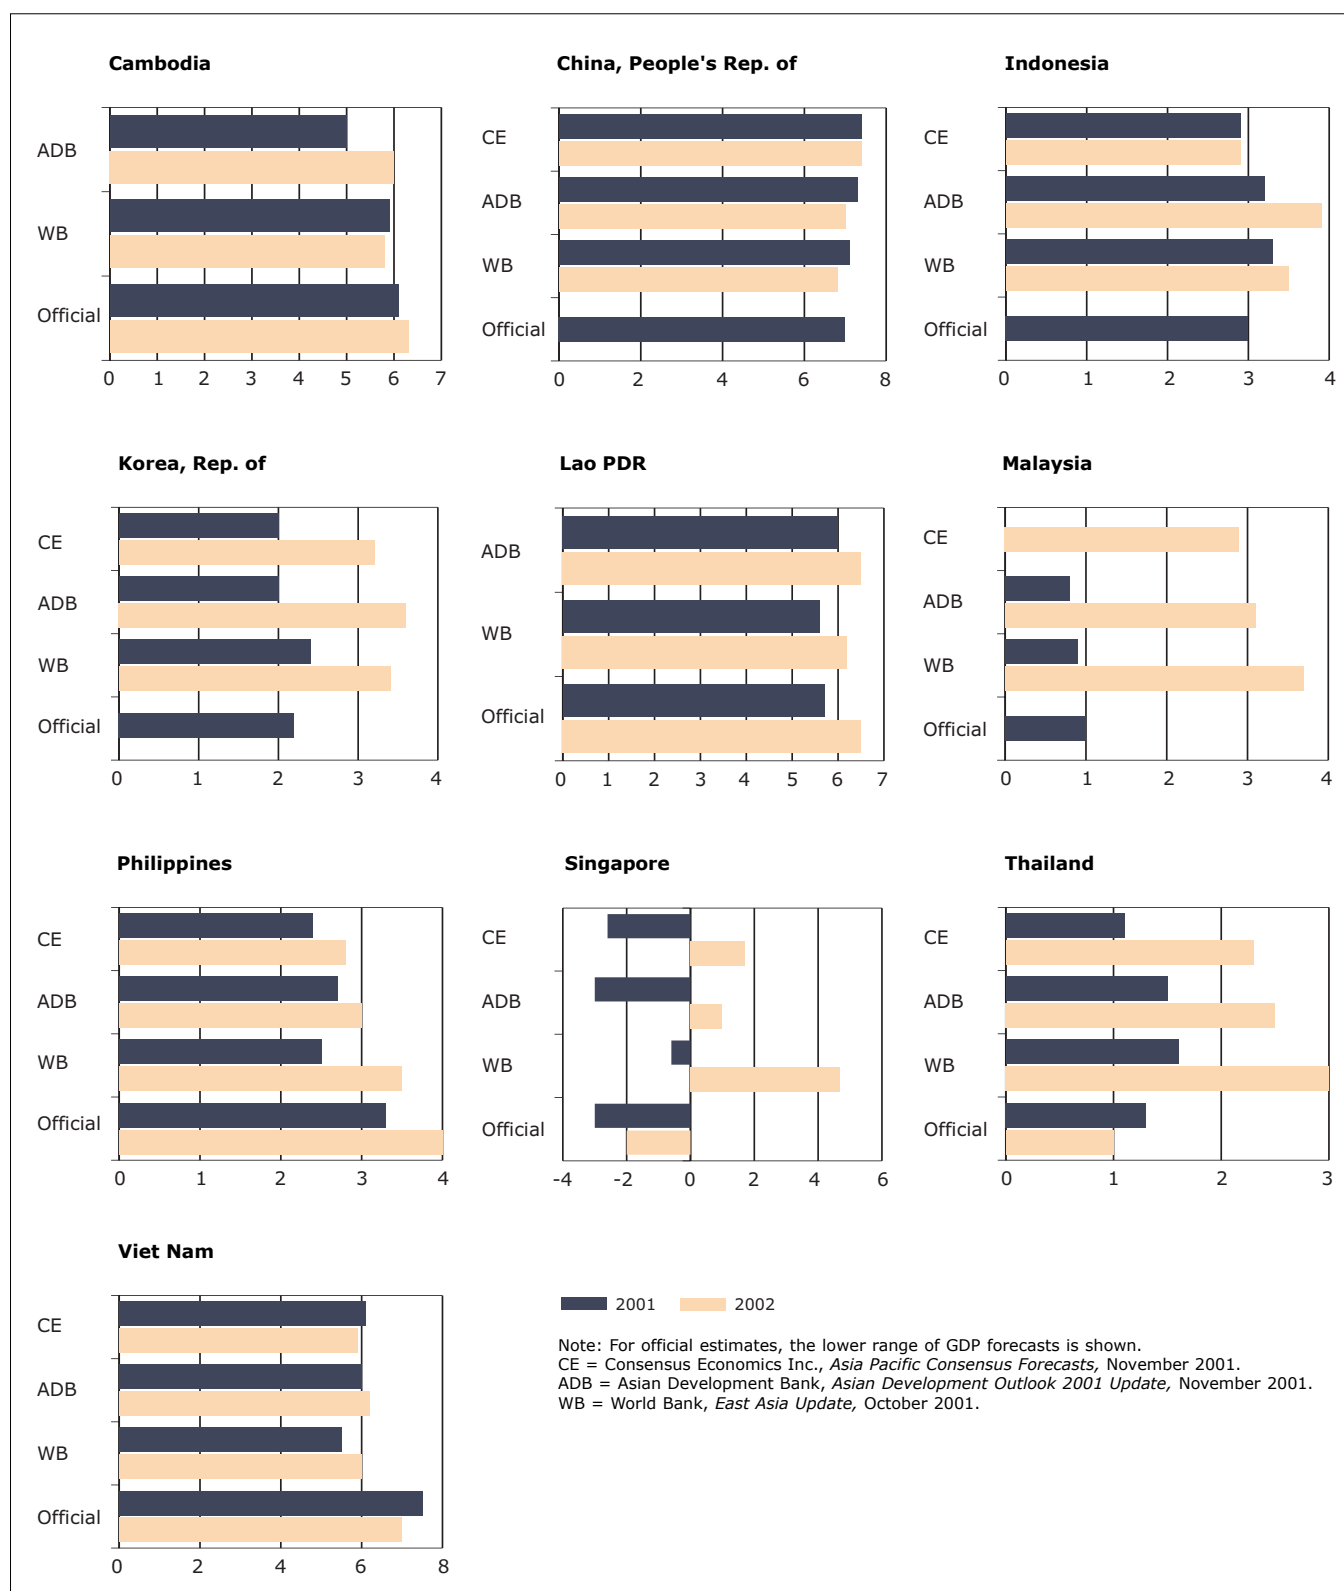 Cambodia
ADB
WB
Official
0 1 2 3 4 5 6 7
China, People's Rep. of
CE
ADB
WB
Official
0 2 4 6 8
Indonesia
CE
ADB
WB
Official
0 1 2 3 4
Korea, Rep. of
CE
ADB
WB
Official
0 1 2 3 4
Lao PDR
ADB
WB
Official
0 1 2 3 4 5 6 7
Malaysia
CE
ADB
WB
Official
0 1 2 3 4
Philippines
CE
ADB
WB
Official
0 1 2 3 4
Singapore
CE
ADB
WB
Official
-4 -2 0 2 4 6
Thailand
CE
ADB
WB
Official
0 1 2 3
Viet Nam
CE
ADB
WB
Official
0 2 4 6 8
2001 2002
Note: For official estimates, the lower range of GDP forecasts is shown.
CE = Consensus Economics Inc., Asia Pacific Consensus Forecasts, November 2001.
ADB = Asian Development Bank, Asian Development Outlook 2001 Update, November 2001.
WB = World Bank, East Asia Update, October 2001.